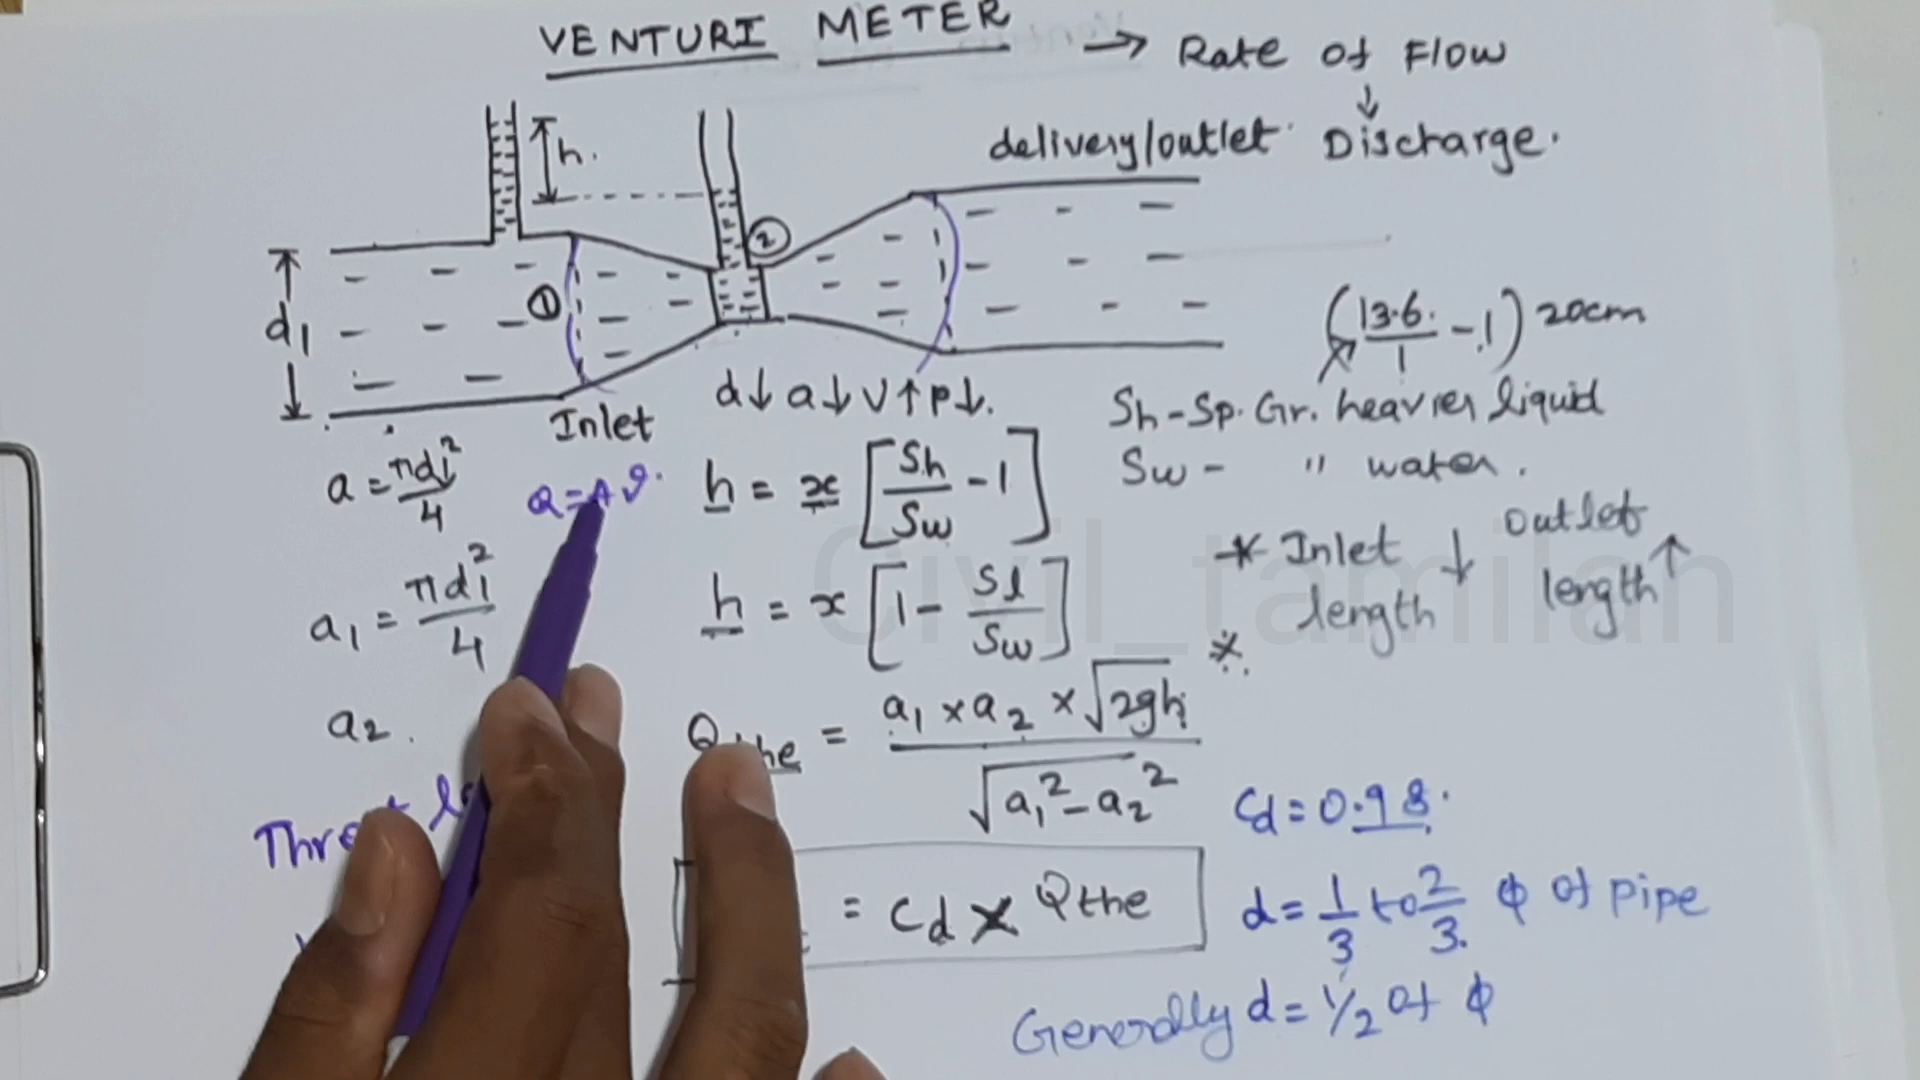 VENTURI METER → Rate of Flow
↓
delivery/outlet Discharge.
h.
②
①
d₁
(13.6/1 - 1) 20cm
Inlet
d↓ a↓ v↑ p↓.
Sh - Sp. Gr. heavier liquid
Sw - " water.
a = πd₁²/4
Q = A
h = x [Sh/Sw - 1]
* Inlet length ↓ outlet length ↑
a₁ = πd₁²/4
h = x [1 - Sl/Sw]
*
a₂.
= a₁ × a₂ × √2gh / √a₁² - a₂²
Cd = 0.98.
= Cd × Qthe
d = 1/3 to 2/3 ϕ of pipe
Generally d = 1/2 of ϕ
Civil_tamilan